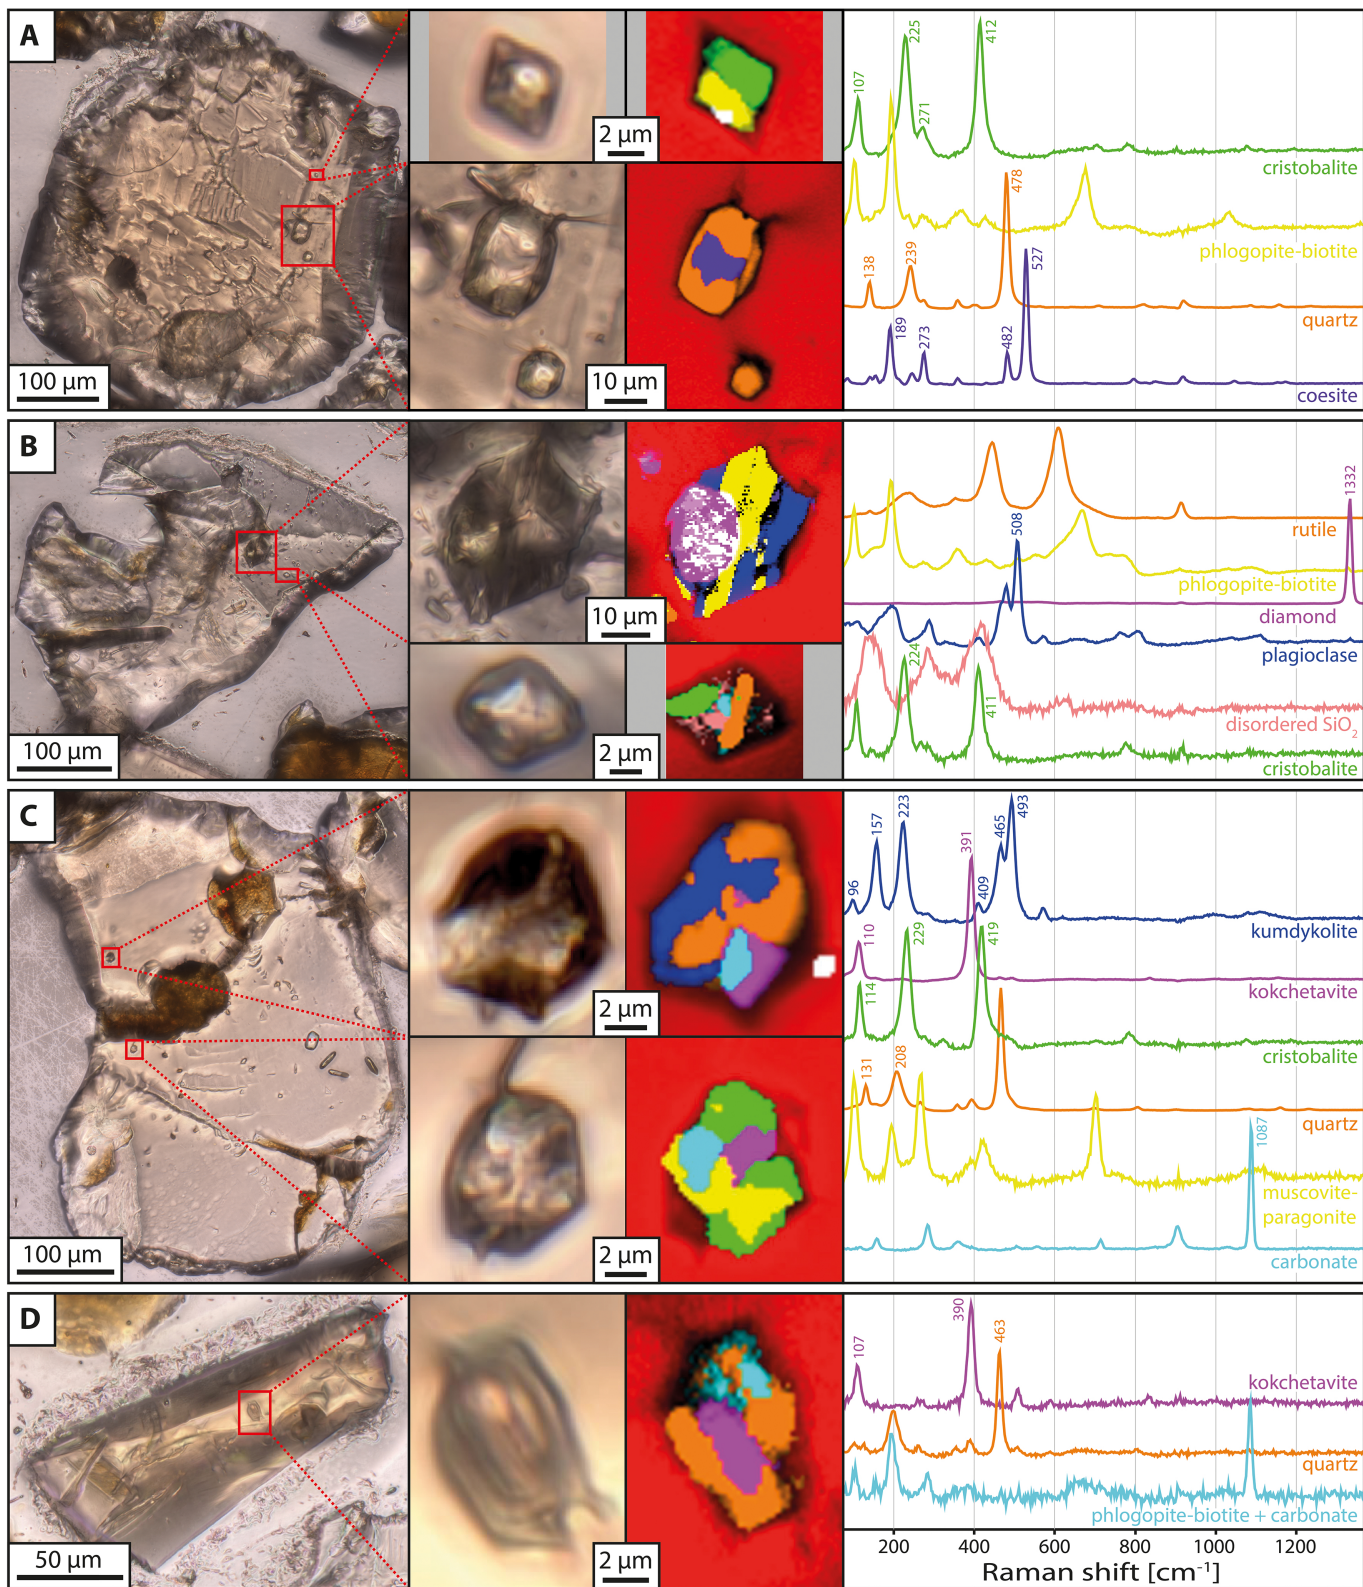 A
100 µm
2 µm
10 µm
107
225
271
412
cristobalite
phlogopite-biotite
138
239
478
quartz
189
273
482
527
coesite
B
100 µm
10 µm
2 µm
rutile
phlogopite-biotite
1332
diamond
508
plagioclase
disordered SiO₂
224
411
cristobalite
C
100 µm
2 µm
2 µm
96
157
223
409
465
493
kumdykolite
110
391
kokchetavite
114
229
419
cristobalite
131
208
quartz
muscovite-
paragonite
1087
carbonate
D
50 µm
2 µm
107
390
kokchetavite
463
quartz
phlogopite-biotite + carbonate
200 400 600 800 1000 1200
Raman shift [cm⁻¹]